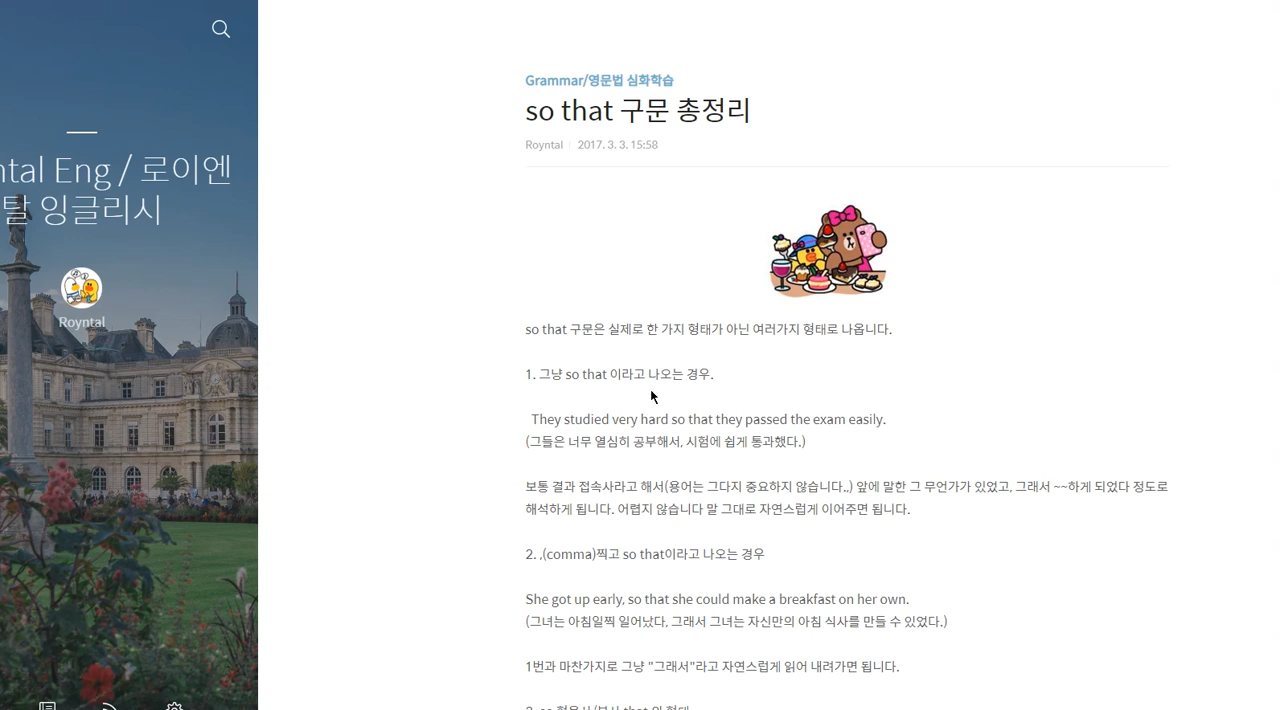 ntal Eng / 로이엔
탈 잉글리시
Royntal
Grammar/영문법 심화학습
so that 구문 총정리
Royntal 2017. 3. 3. 15:58
so that 구문은 실제로 한 가지 형태가 아닌 여러가지 형태로 나옵니다.
1. 그냥 so that 이라고 나오는 경우.
They studied very hard so that they passed the exam easily.
(그들은 너무 열심히 공부해서, 시험에 쉽게 통과했다.)
보통 결과 접속사라고 해서(용어는 그다지 중요하지 않습니다..) 앞에 말한 그 무언가가 있었고, 그래서 ~~하게 되었다 정도로
해석하게 됩니다. 어렵지 않습니다 말 그대로 자연스럽게 이어주면 됩니다.
2. ,(comma)찍고 so that이라고 나오는 경우
She got up early, so that she could make a breakfast on her own.
(그녀는 아침일찍 일어났다, 그래서 그녀는 자신만의 아침 식사를 만들 수 있었다.)
1번과 마찬가지로 그냥 "그래서"라고 자연스럽게 읽어 내려가면 됩니다.